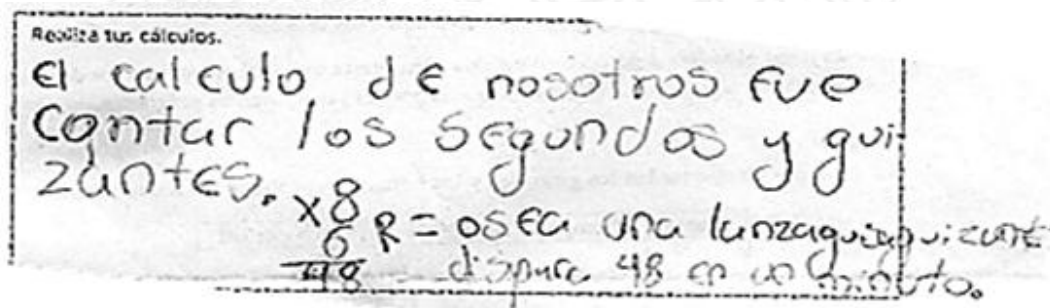 Realiza tus cálculos.
El calculo de nosotros fue
contar los segundos y gui
zantes.
x8
6 R = osea una lanzaguisaguizante
48 dispara 48 en un minuto.